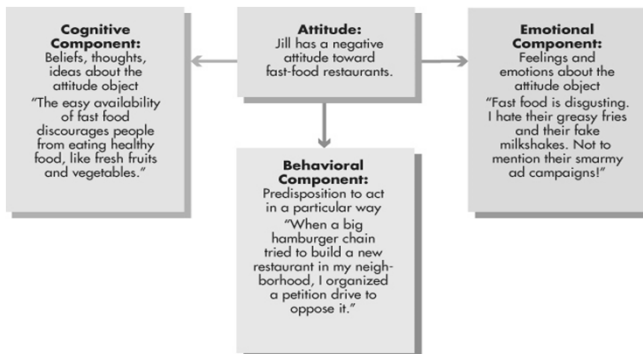 Cognitive
Component:
Beliefs, thoughts,
ideas about the
attitude object
“The easy availability
of fast food
discourages people
from eating healthy
food, like fresh fruits
and vegetables.”
Attitude:
Jill has a negative
attitude toward
fast-food restaurants.
Emotional
Component:
Feelings and
emotions about the
attitude object
“Fast food is disgusting.
I hate their greasy fries
and their fake
milkshakes. Not to
mention their smarmy
ad campaigns!”
Behavioral
Component:
Predisposition to act
in a particular way
“When a big
hamburger chain
tried to build a new
restaurant in my neigh-
borhood, I organized
a petition drive to
oppose it.”